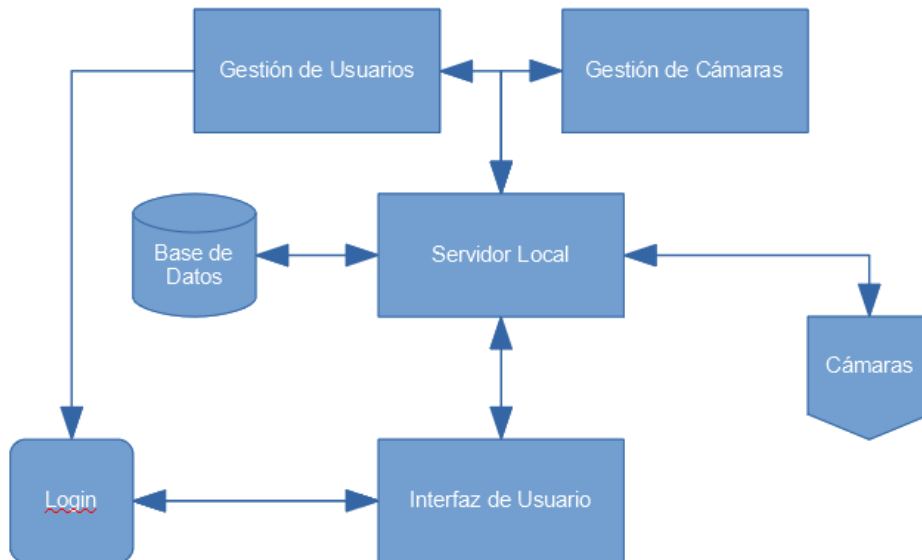 Gestión de Usuarios
Gestión de Cámaras
Base de
Datos
Servidor Local
Cámaras
Login
Interfaz de Usuario